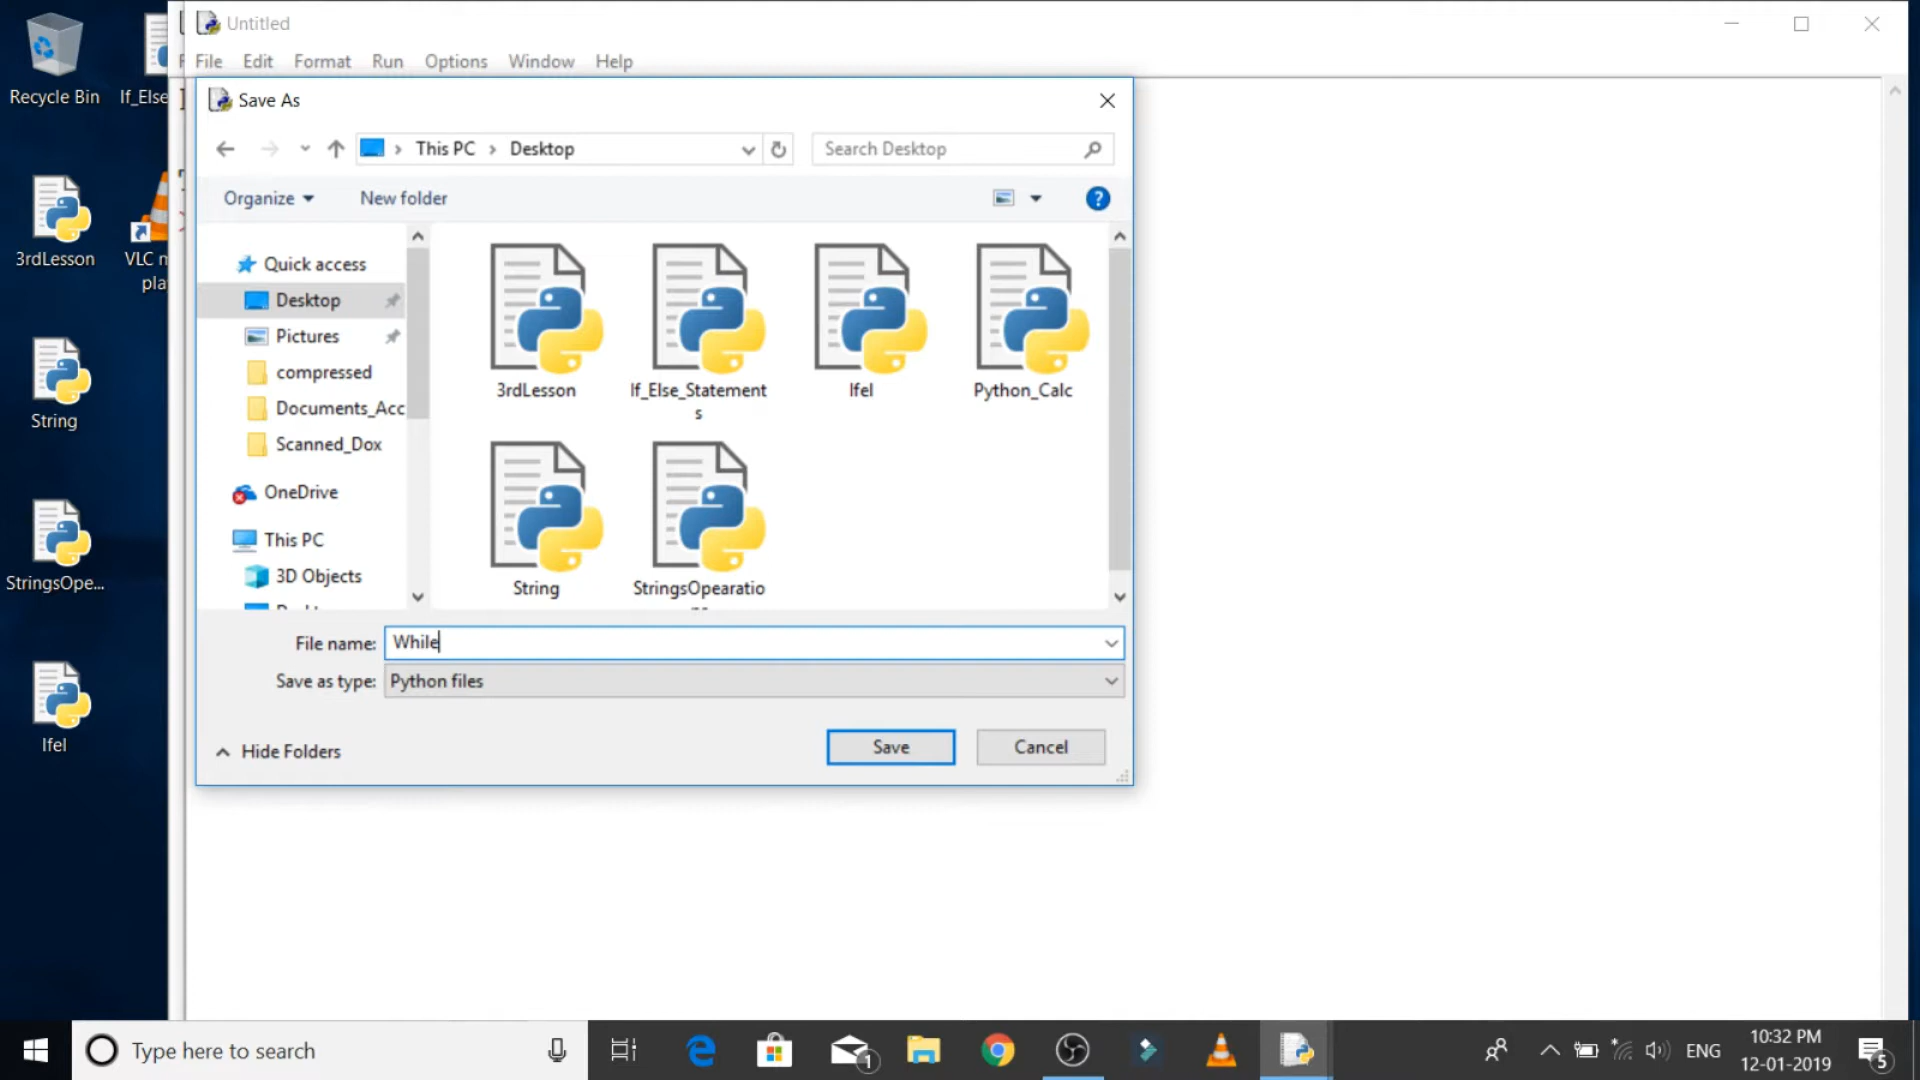 Recycle Bin
If_Else
3rdLesson
VLC m
pla
String
StringsOpe...
Ifel
Untitled
File Edit Format Run Options Window Help
Save As
This PC > Desktop
Search Desktop
Organize
New folder
Quick access
Desktop
Pictures
compressed
Documents_Acc
Scanned_Dox
OneDrive
This PC
3D Objects
3rdLesson
If_Else_Statement
s
Ifel
Python_Calc
String
StringsOpearatio
File name: While
Save as type: Python files
Hide Folders
Save
Cancel
Type here to search
1
ENG
10:32 PM
12-01-2019
5